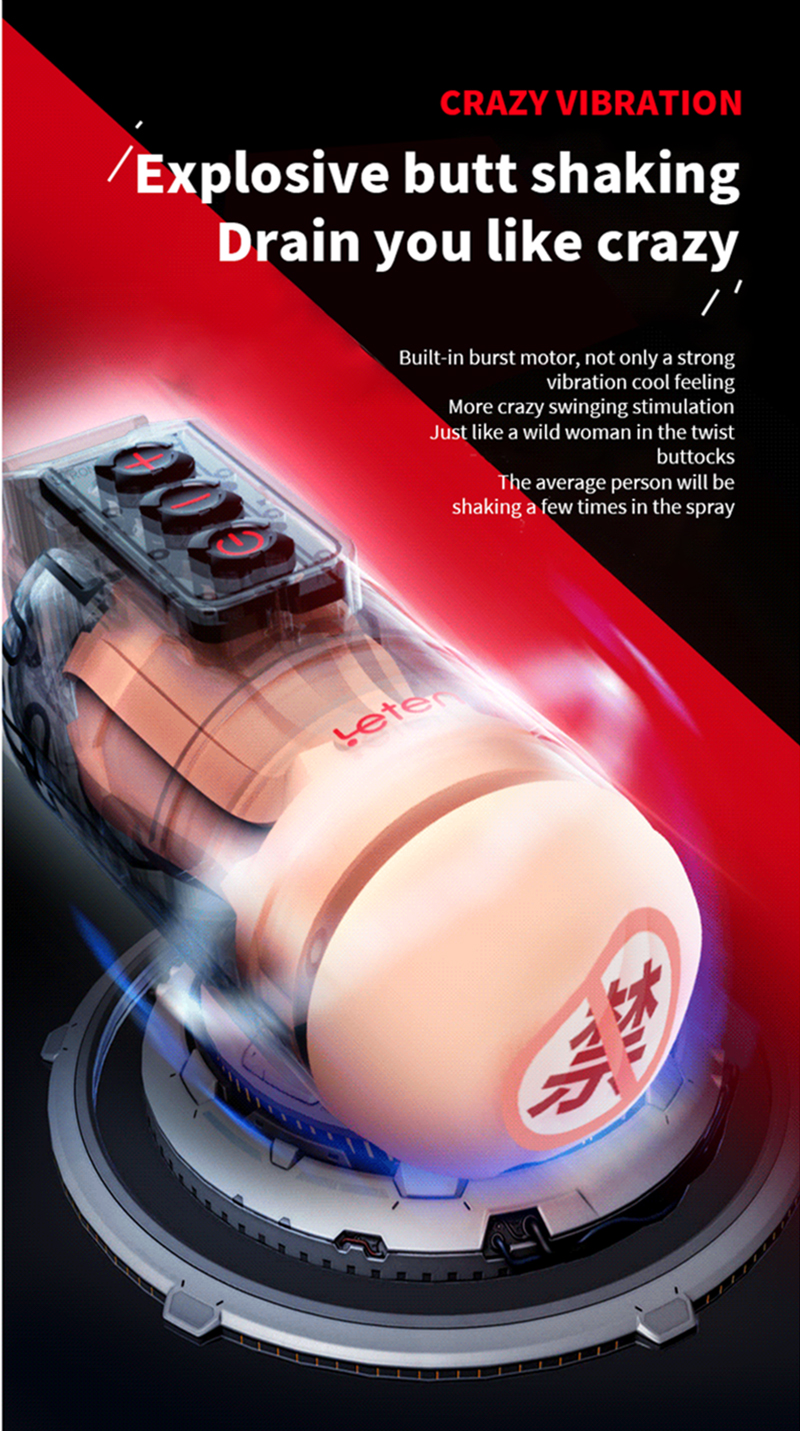 CRAZY VIBRATION
Explosive butt shaking
Drain you like crazy
Built-in burst motor, not only a strong
vibration cool feeling
More crazy swinging stimulation
Just like a wild woman in the twist
buttocks
The average person will be
shaking a few times in the spray
Leten
禁